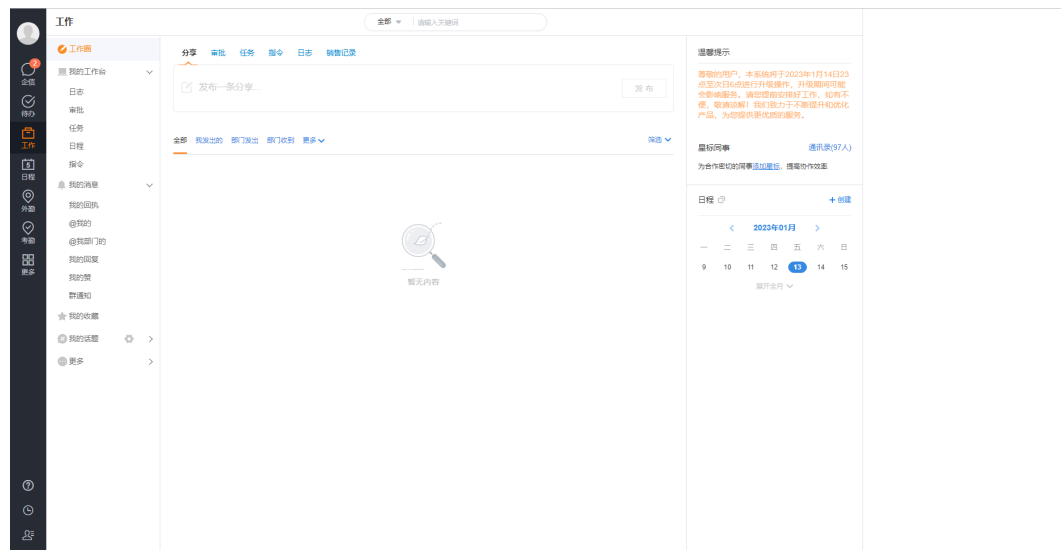 工作
全部
请输入关键词
2
企信
待办
工作
5
日程
外勤
考勤
更多
工作圈
我的工作台
日志
审批
任务
日程
指令
我的消息
我的回执
@我的
@我部门的
我的回复
我的赞
群通知
我的收藏
我的话题
更多
分享 审批 任务 指令 日志 销售记录
发布一条分享...
发布
全部 我发出的 部门发出 部门收到 更多
筛选
暂无内容
温馨提示
尊敬的用户，本系统将于2023年1月14日23
点至次日6点进行升级操作，升级期间可能
会影响服务。请您提前安排好工作，如有不
便，敬请谅解！我们致力于不断提升和优化
产品，为您提供更优质的服务。
星标同事 通讯录(97人)
为合作密切的同事添加星标，提高协作效率
日程 + 创建
2023年01月
一 二 三 四 五 六 日
9 10 11 12 13 14 15
展开全月